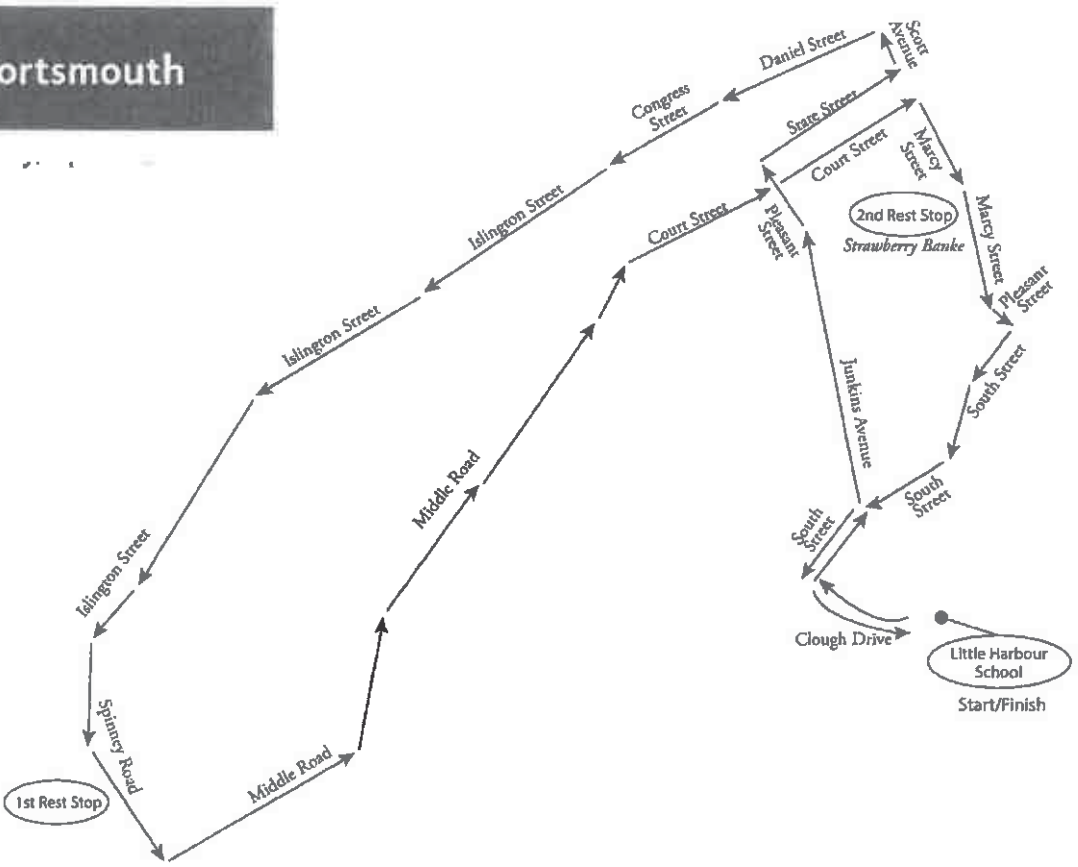 ortsmouth
Scott
Avenue
Daniel Street
Congress
Street
State Street
Court Street
Marcy
Street
Islington Street
Court Street
Pleasant
Street
2nd Rest Stop
Strawberry Banke
Marcy Street
Pleasant
Street
Islington Street
South Street
Junkins Avenue
Middle Road
South
Street
South
Street
Islington Street
Clough Drive
Little Harbour
School
Start/Finish
Spinney Road
Middle Road
1st Rest Stop